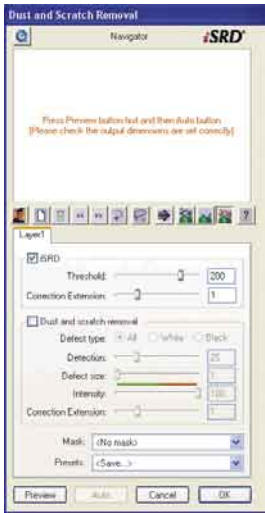 Dust and Scratch Removal
Navigator
iSRD
Press Preview button first and then Auto button
(Please check the output dimensions are set correctly)
?
Layer1
iSRD
Threshold: 200
Correction Extension: 1
Dust and scratch removal
Defect type: All White Black
Detection: 25
Defect size: 1
Intensity: 100
Correction Extension: 1
Mask: <No mask>
Presets: <Save...>
Preview Auto Cancel OK